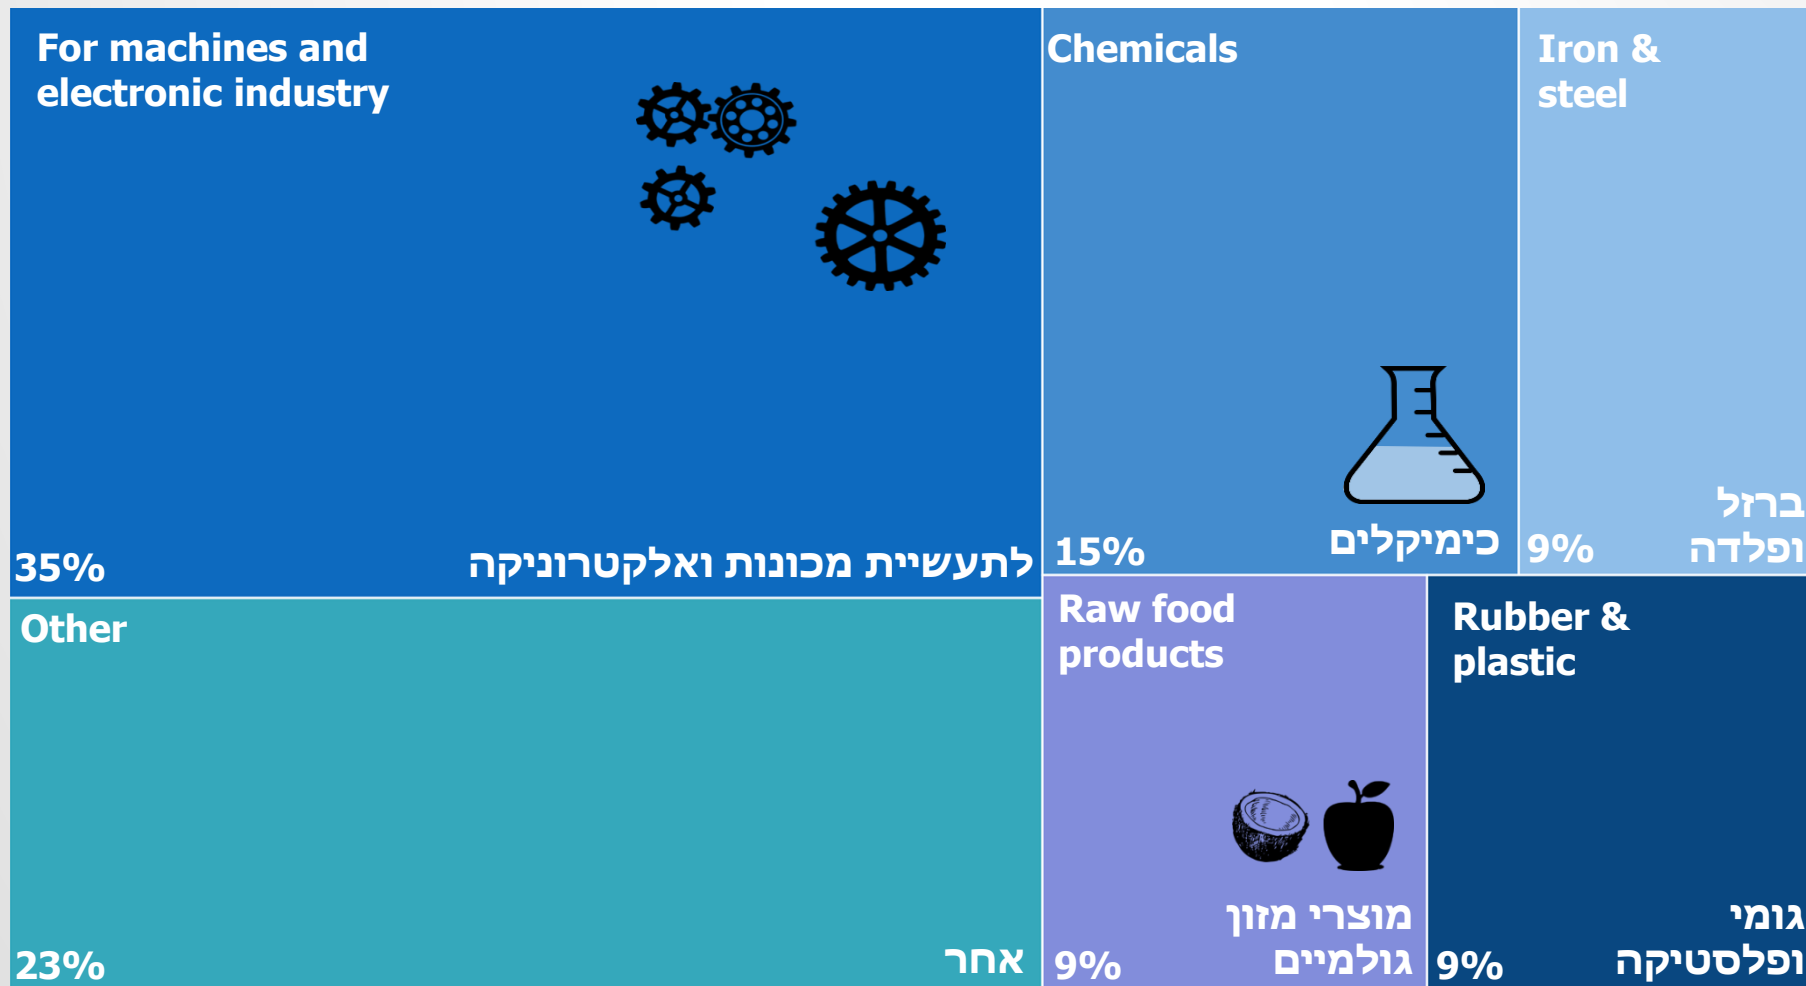 For machines and
electronic industry
35%
לתעשיית מכונות ואלקטרוניקה
Chemicals
15%
כימיקלים
Iron &
steel
9%
ברזל
ופלדה
Other
23%
אחר
Raw food
products
9%
מוצרי מזון
גולמיים
Rubber &
plastic
9%
גומי
ופלסטיקה